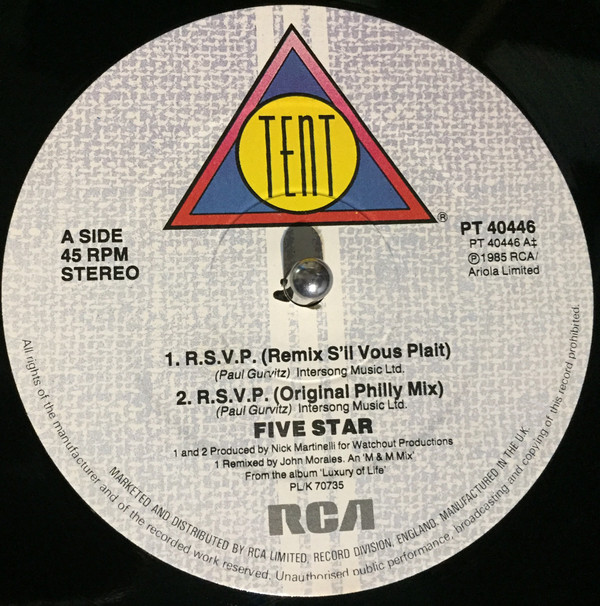 TENT
®
A SIDE
45 RPM
STEREO
PT 40446
PT 40446 A‡
℗1985 RCA/
Ariola Limited
1. R.S.V.P. (Remix S'il Vous Plait)
(Paul Gurvitz) Intersong Music Ltd.
2. R.S.V.P. (Original Philly Mix)
(Paul Gurvitz) Intersong Music Ltd.
FIVE STAR
1 and 2 Produced by Nick Martinelli for Watchout Productions
1 Remixed by John Morales. An 'M & M Mix'
From the album 'Luxury of Life'
PL/K 70735
RCA
MARKETED AND DISTRIBUTED BY RCA LIMITED, RECORD DIVISION, ENGLAND. MANUFACTURED IN THE U.K.
All rights of the manufacturer and of the recorded work reserved. Unauthorised public performance, broadcasting and copying of this record prohibited.